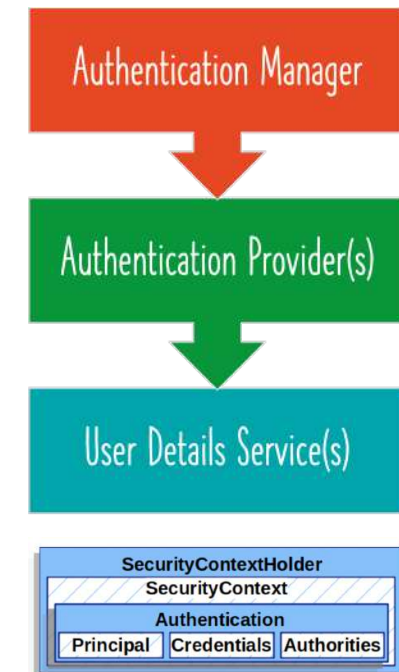 Authentication Manager
Authentication Provider(s)
User Details Service(s)
SecurityContextHolder
SecurityContext
Authentication
Principal Credentials Authorities